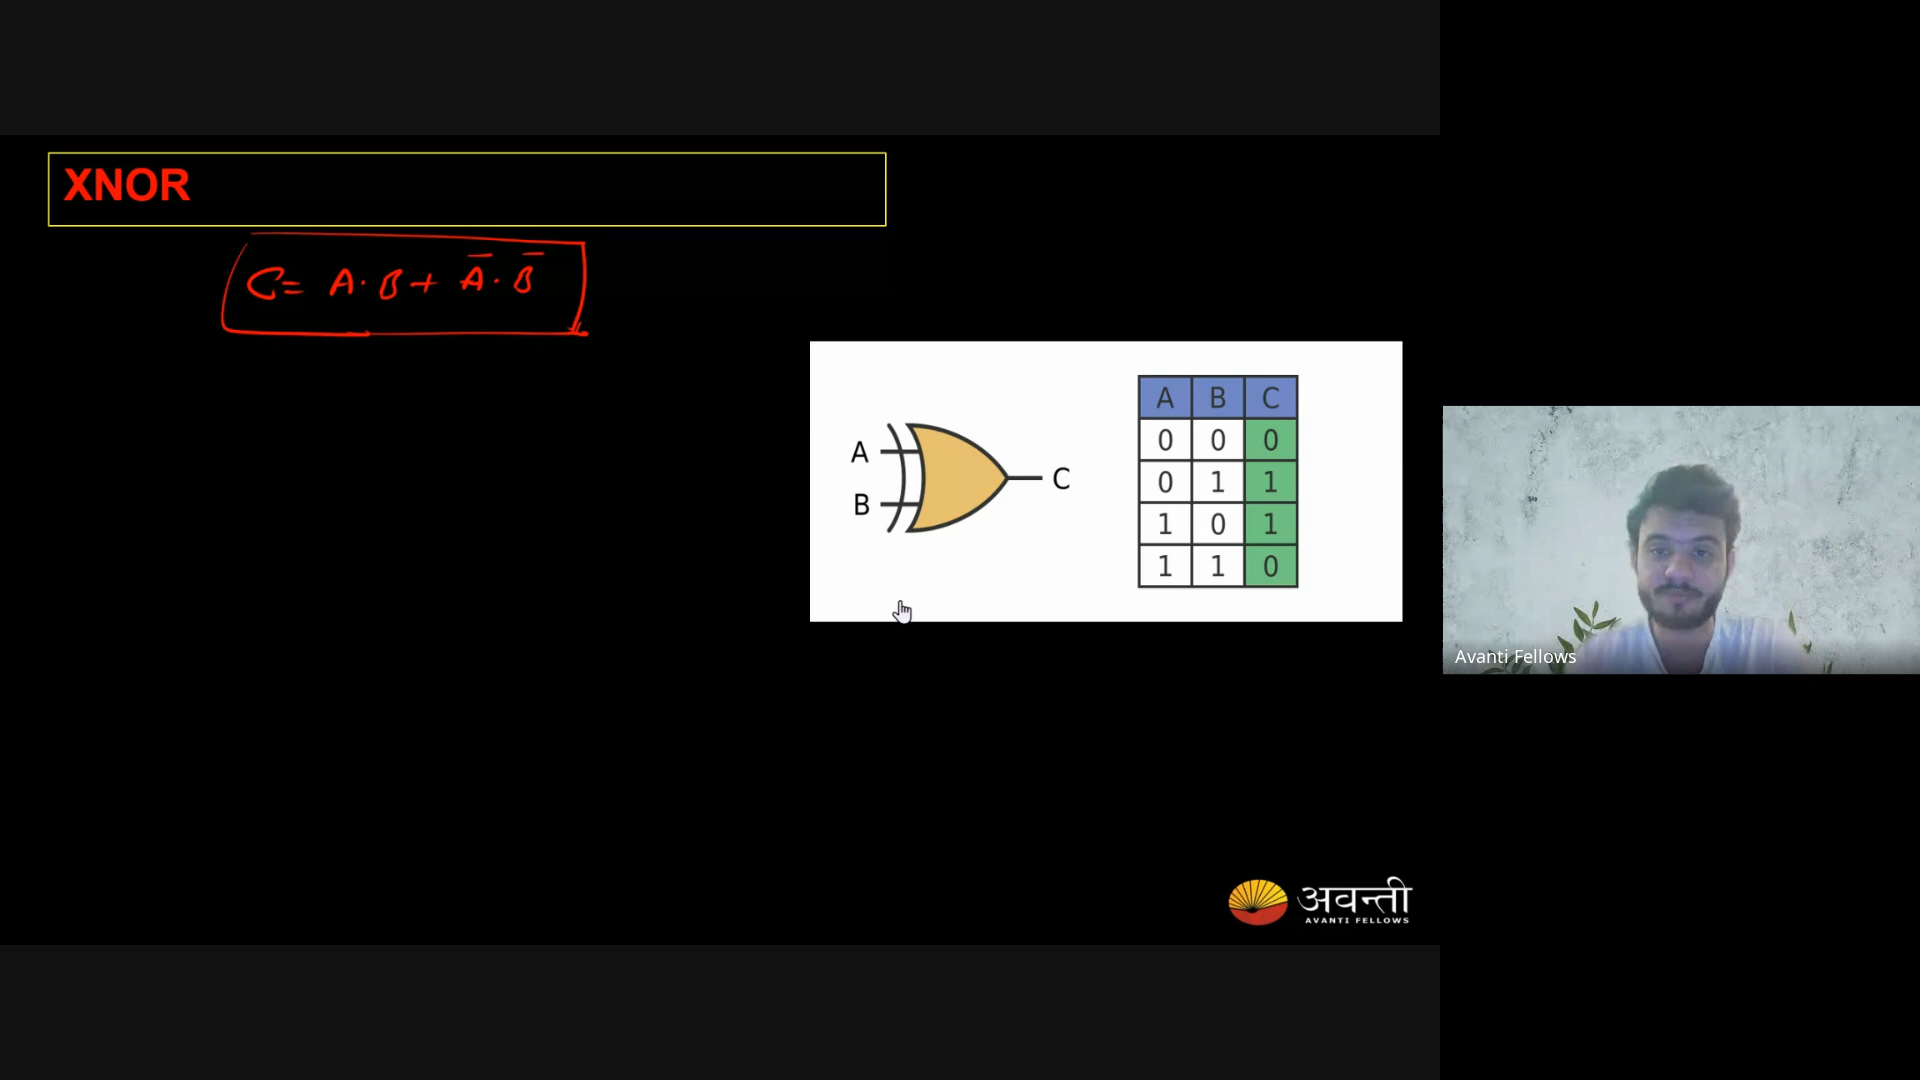 XNOR
C = A · B + A̅ · B̅
A
B
C
A B C
0 0 0
0 1 1
1 0 1
1 1 0
Avanti Fellows
अवन्ती
AVANTI FELLOWS